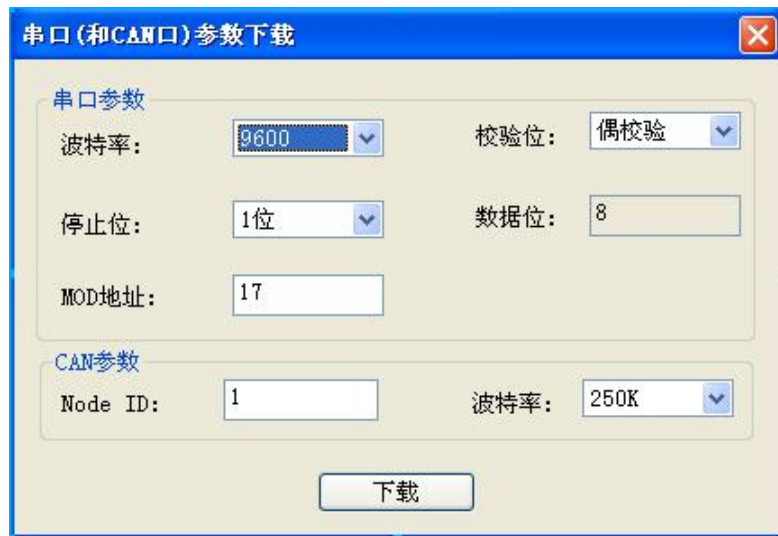 串口(和CAN口)参数下载
串口参数
波特率: 9600 校验位: 偶校验
停止位: 1位 数据位: 8
MOD地址: 17
CAN参数
Node ID: 1 波特率: 250K
下载